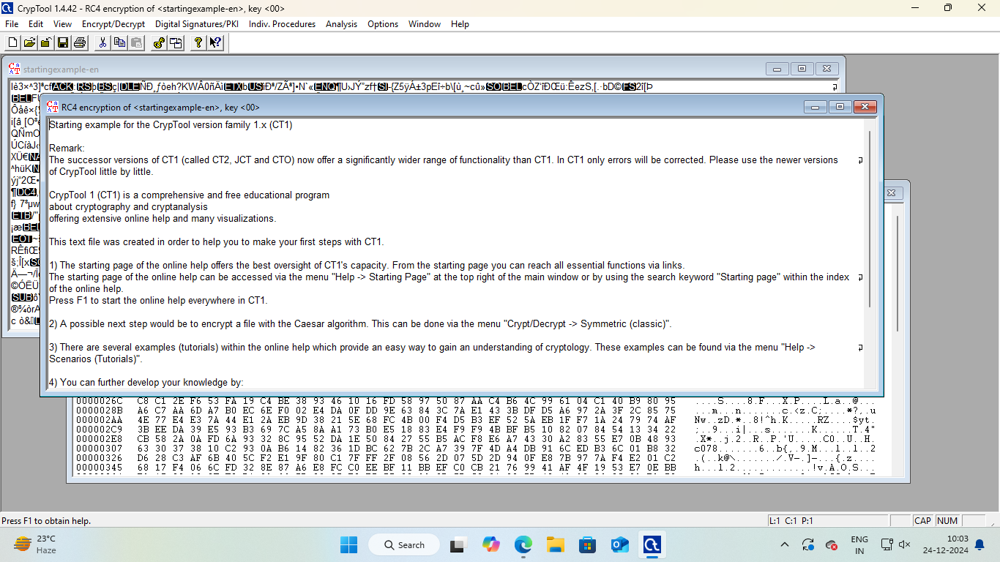 CrypTool 1.4.42 - RC4 encryption of <startingexample-en>, key <00>
File Edit View Encrypt/Decrypt Digital Signatures/PKI Indiv. Procedures Analysis Options Window Help
startingexample-en
RC4 encryption of <startingexample-en>, key <00>
Starting example for the CrypTool version family 1.x (CT1)
Remark:
The successor versions of CT1 (called CT2, JCT and CTO) now offer a significantly wider range of functionality than CT1. In CT1 only errors will be corrected. Please use the newer versions
of CrypTool little by little.
CrypTool 1 (CT1) is a comprehensive and free educational program
about cryptography and cryptanalysis
offering extensive online help and many visualizations.
This text file was created in order to help you to make your first steps with CT1.
1) The starting page of the online help offers the best oversight of CT1's capacity. From the starting page you can reach all essential functions via links.
The starting page of the online help can be accessed via the menu "Help -> Starting Page" at the top right of the main window or by using the search keyword "Starting page" within the index
of the online help.
Press F1 to start the online help everywhere in CT1.
2) A possible next step would be to encrypt a file with the Caesar algorithm. This can be done via the menu "Crypt/Decrypt -> Symmetric (classic)".
3) There are several examples (tutorials) within the online help which provide an easy way to gain an understanding of cryptology. These examples can be found via the menu "Help ->
Scenarios (Tutorials)".
4) You can further develop your knowledge by:
0000026C C8 C1 2E F6 53 FA 19 C4 BE 38 93 46 10 16 FD 58 97 50 87 AA C4 B6 4C 99 61 04 C1 40 B9 80 95 ....S....8.F...X.P....L.a..@...
0000028B A6 C7 AA 6D A7 B0 EC 6E F0 02 E4 DA 0F DD 9E 63 84 3C 7A E1 43 3B DF D5 A6 97 2A 3F 2C 85 75 ...m...n.......c.<z.C;....*?,.u
000002AA 4E 77 E4 E3 7A 44 E1 2A EB 9D 38 21 5E 68 FC 4B 00 F4 D5 B3 EF 52 5A EB 1F F7 1A 24 79 74 AF Nw..zD.*..8!^h.K.....RZ....$yt.
000002C9 3B EE DA 39 E5 93 B3 69 7C A5 8A A1 73 B0 E5 18 83 E4 F9 F9 4B BF B5 10 82 07 84 54 13 34 22 ;..9...i|...s.......K......T.4"
000002E8 CB 58 2A 0A FD 6A 93 32 8C 95 52 DA 1E 50 84 27 55 B5 AC F8 E6 A7 43 30 A2 83 55 E7 0B 48 93 .X*..j.2..R..P.'U.....C0..U..H.
00000307 63 30 37 38 10 C2 93 0A B6 14 82 36 1D BC 62 7B 2C A7 39 7F 4D A4 DB 91 6C ED B3 6C 01 B8 32 c078.......6..b{,.9.M...l..l..2
00000326 D6 28 C3 AF 6B 40 5C F2 E1 9F 80 C1 7F FF 2F 08 56 2D 07 5D 2D 94 0F E8 7B 97 7A F4 E2 01 C2 .(..k@\......./.V-.]-...{.z....
00000345 68 17 F4 06 6C FD 32 8E 87 A6 E8 FC C0 EE BF 11 BB EF C0 CB 21 76 99 41 AF 4F 19 53 E7 0E BB h...l.2.............!v.A.O.S...
Press F1 to obtain help.
L:1 C:1 P:1
CAP NUM
23°C
Haze
Search
ENG
IN
10:03
24-12-2024